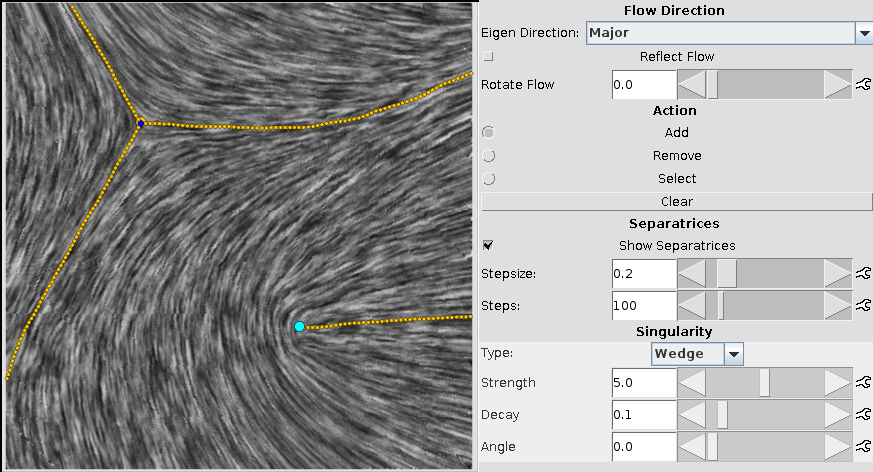 Flow Direction
Eigen Direction: Major
Reflect Flow
Rotate Flow 0.0
Action
Add
Remove
Select
Clear
Separatrices
Show Separatrices
Stepsize: 0.2
Steps: 100
Singularity
Type: Wedge
Strength 5.0
Decay 0.1
Angle 0.0